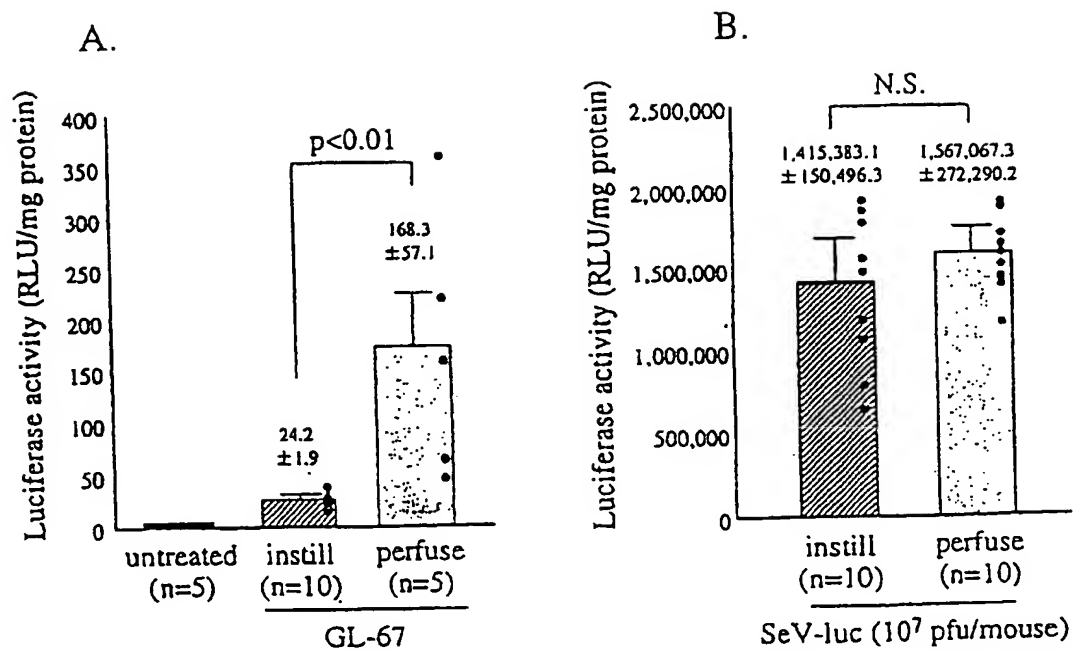 A.
Luciferase activity (RLU/mg protein)
400
350
300
250
200
150
100
50
0
p<0.01
168.3
±57.1
24.2
±1.9
untreated
(n=5)
instill
(n=10)
perfuse
(n=5)
GL-67
B.
Luciferase activity (RLU/mg protein)
2,500,000
2,000,000
1,500,000
1,000,000
500,000
0
N.S.
1,415,383.1
±150,496.3
1,567,067.3
±272,290.2
instill
(n=10)
perfuse
(n=10)
SeV-luc (10⁷ pfu/mouse)